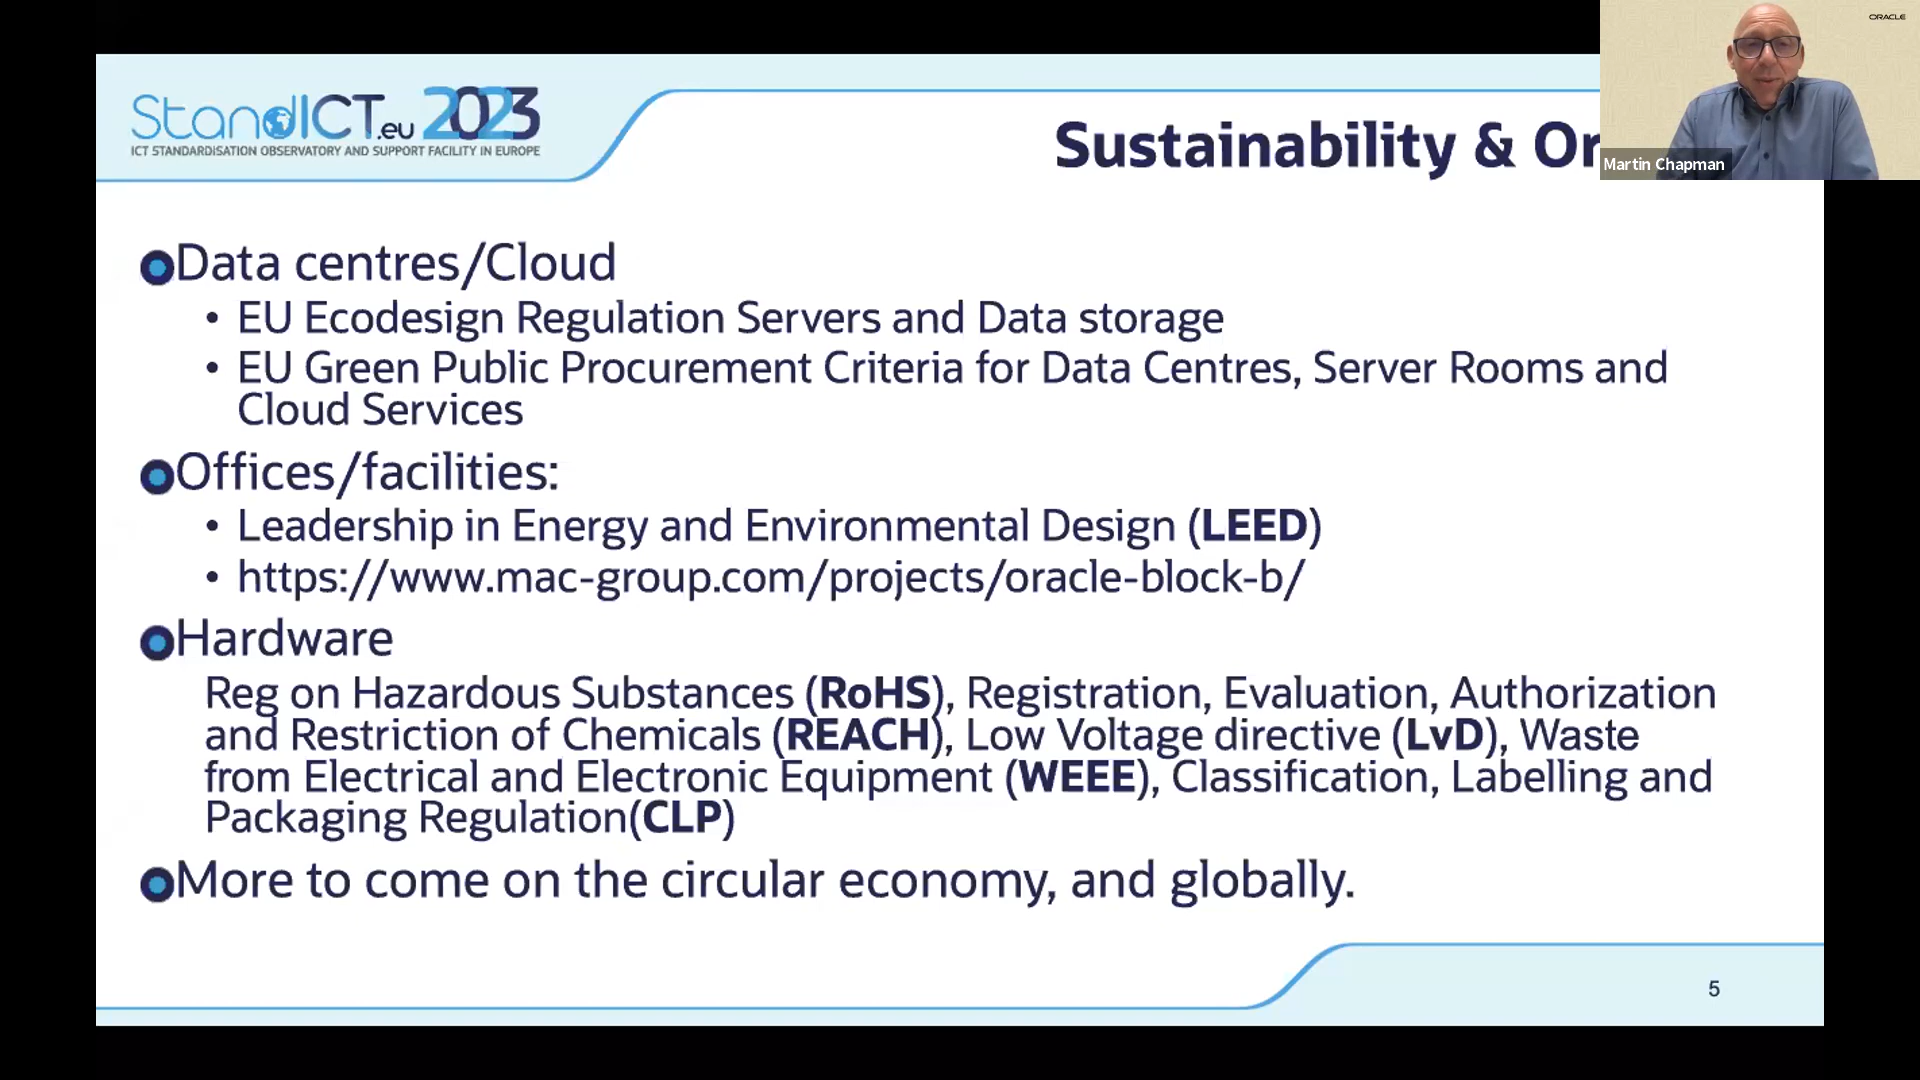 StandICT.eu 2023
ICT STANDARDISATION OBSERVATORY AND SUPPORT FACILITY IN EUROPE
Sustainability & Or
ORACLE
Martin Chapman
Data centres/Cloud
• EU Ecodesign Regulation Servers and Data storage
• EU Green Public Procurement Criteria for Data Centres, Server Rooms and
Cloud Services
Offices/facilities:
• Leadership in Energy and Environmental Design (LEED)
• https://www.mac-group.com/projects/oracle-block-b/
Hardware
Reg on Hazardous Substances (RoHS), Registration, Evaluation, Authorization
and Restriction of Chemicals (REACH), Low Voltage directive (LvD), Waste
from Electrical and Electronic Equipment (WEEE), Classification, Labelling and
Packaging Regulation(CLP)
More to come on the circular economy, and globally.
5